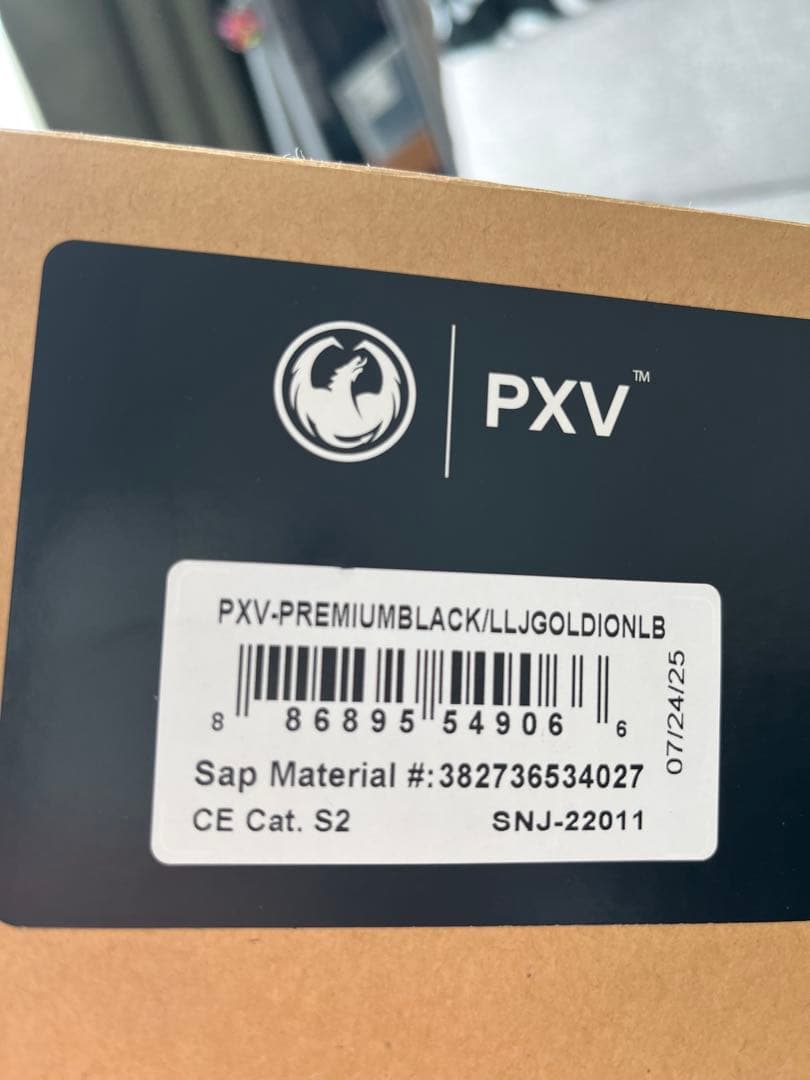 PXV™
PXV-PREMIUMBLACK/LLJGOLDIONLB
8 86895 54906 6
07/24/25
Sap Material #:382736534027
CE Cat. S2 SNJ-22011